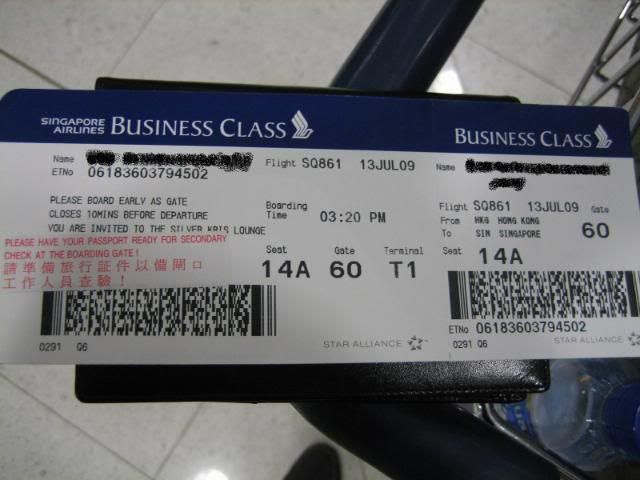 SINGAPORE AIRLINES BUSINESS CLASS
BUSINESS CLASS
Name
Flight SQ861 13JUL09
ETNo 06183603794502
PLEASE BOARD EARLY AS GATE
CLOSES 10MINS BEFORE DEPARTURE
YOU ARE INVITED TO THE SILVER KRIS LOUNGE
Boarding Time 03:20 PM
PLEASE HAVE YOUR PASSPORT READY FOR SECONDARY
CHECK AT THE BOARDING GATE !
請準備旅行証件以備閘口
工作人員查驗！
Seat Gate Terminal
14A 60 T1
0291 Q6
STAR ALLIANCE
Name
Flight SQ861 13JUL09 Gate
From HKG HONG KONG 60
To SIN SINGAPORE
Seat 14A
ETNo 06183603794502
0291 Q6
STAR ALLIANCE